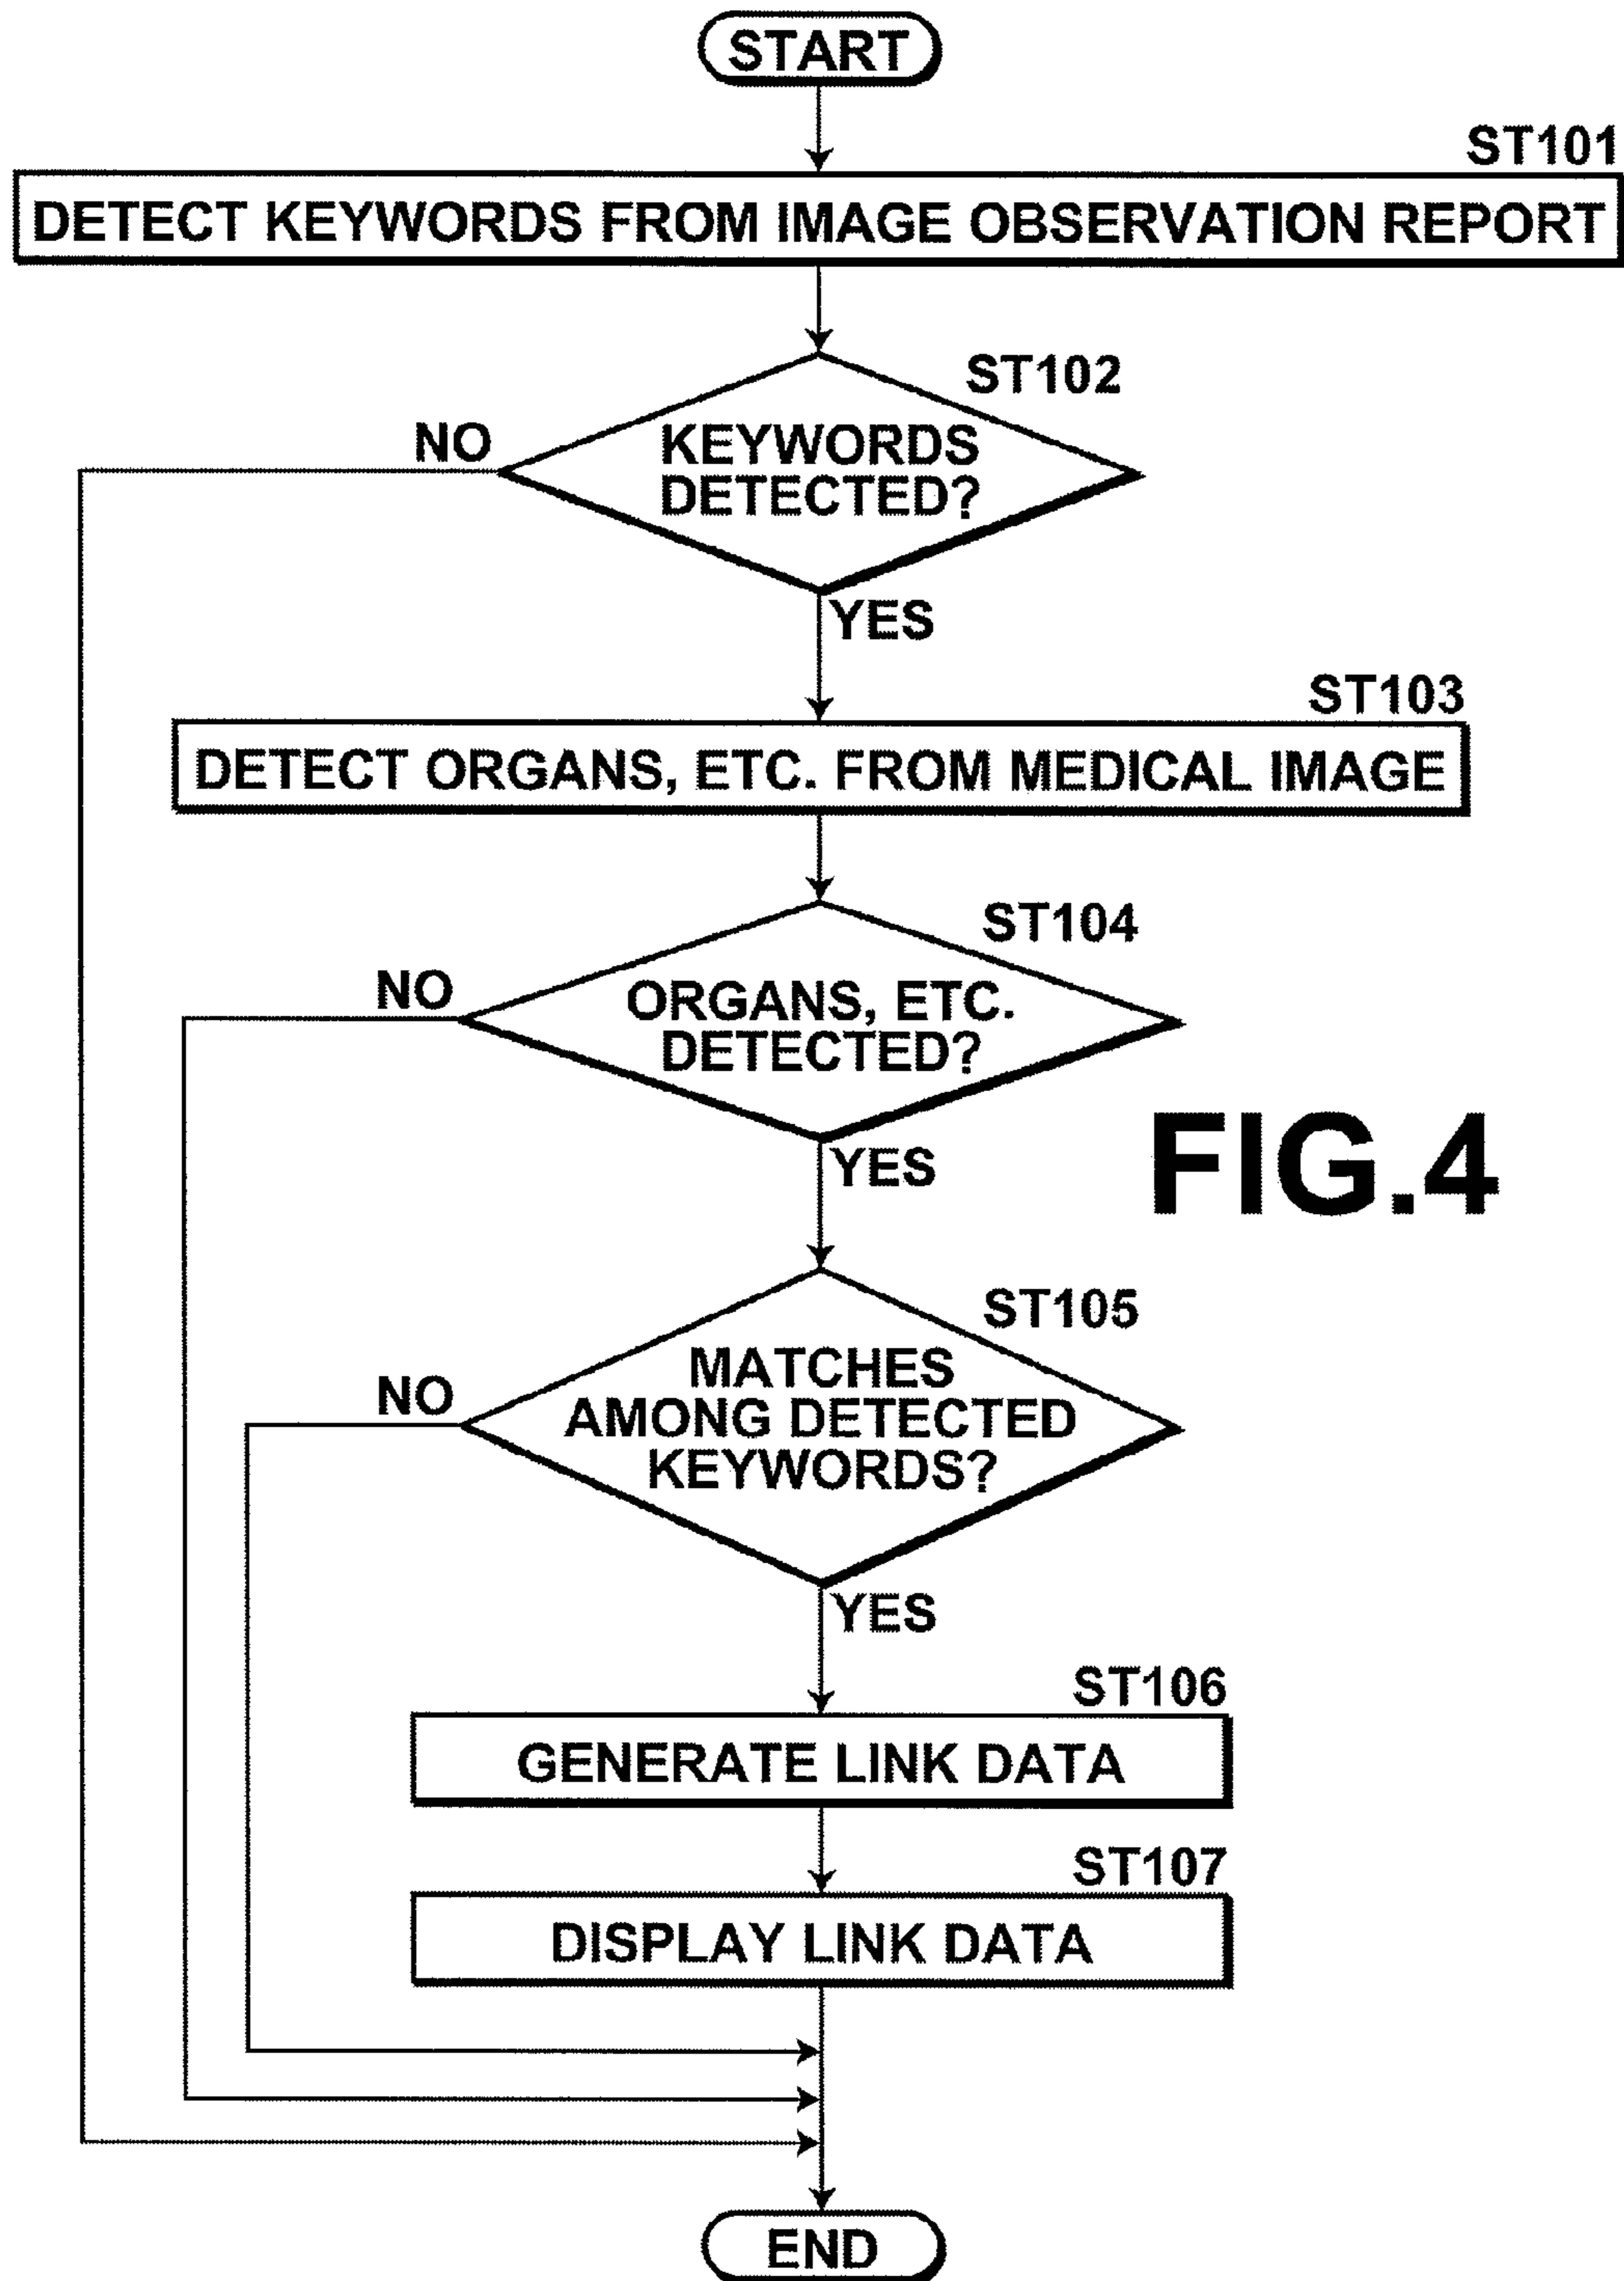 START
ST101
DETECT KEYWORDS FROM IMAGE OBSERVATION REPORT
ST102
NO
KEYWORDS
DETECTED?
YES
ST103
DETECT ORGANS, ETC. FROM MEDICAL IMAGE
ST104
NO
ORGANS, ETC.
DETECTED?
YES
FIG.4
ST105
NO
MATCHES
AMONG DETECTED
KEYWORDS?
YES
ST106
GENERATE LINK DATA
ST107
DISPLAY LINK DATA
END